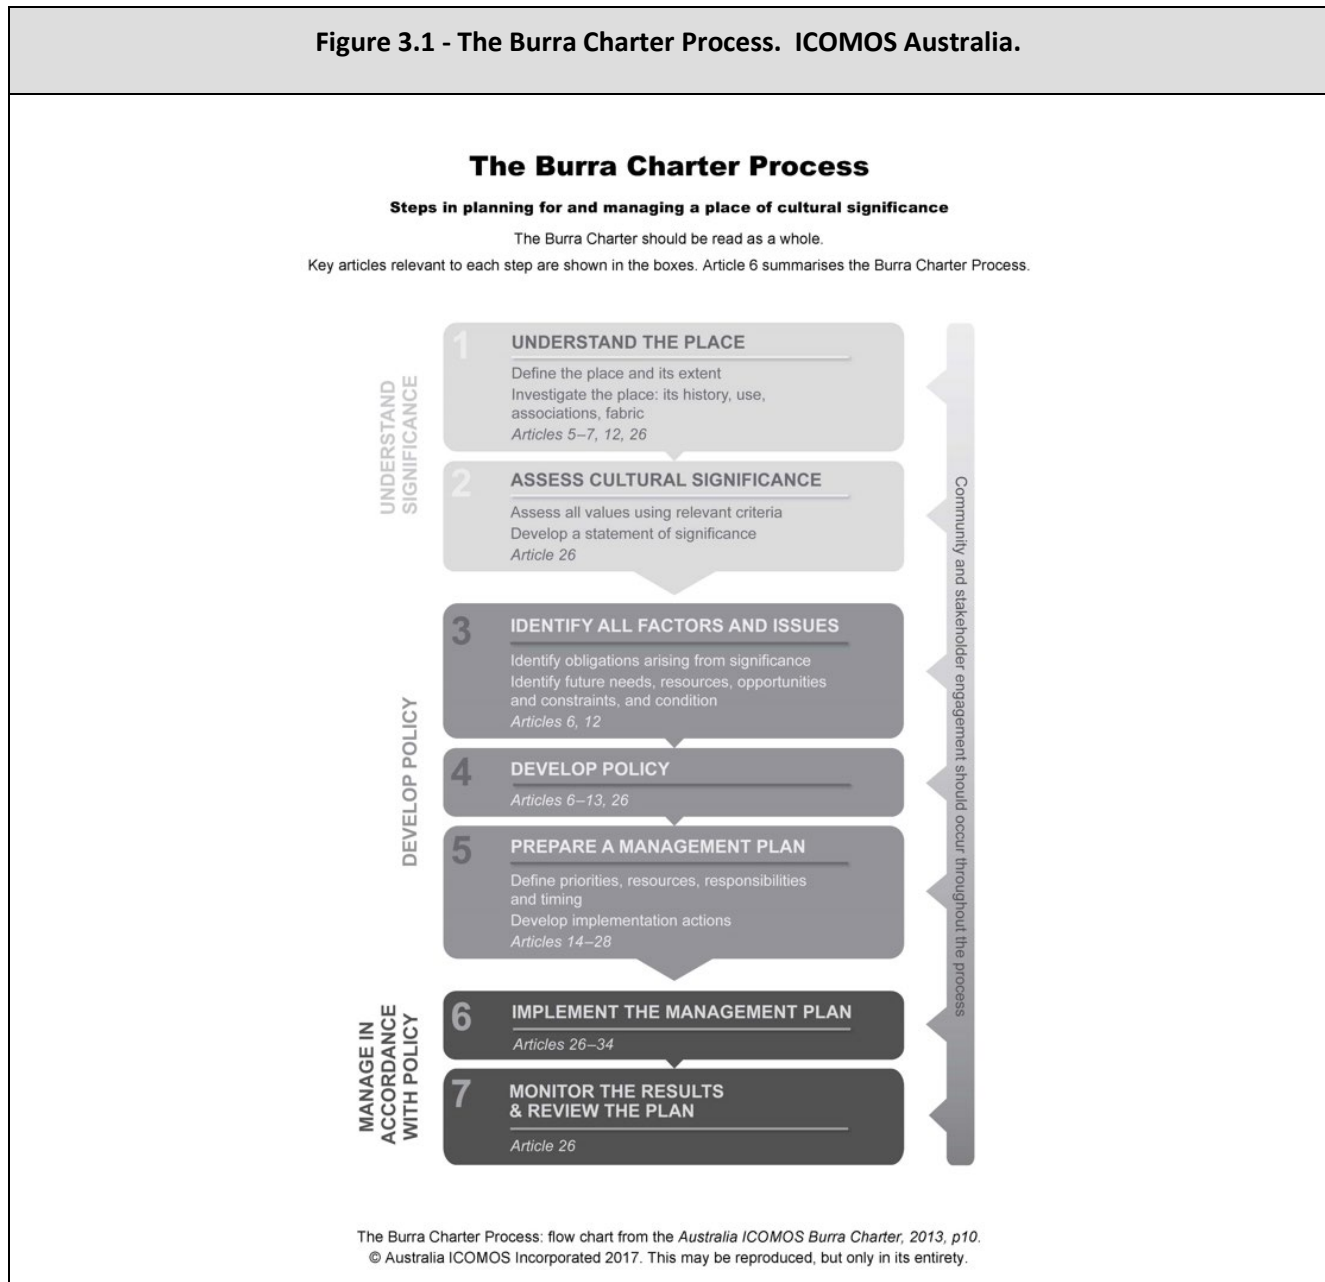 Figure 3.1 - The Burra Charter Process.  ICOMOS Australia.
The Burra Charter Process
Steps in planning for and managing a place of cultural significance
The Burra Charter should be read as a whole.
Key articles relevant to each step are shown in the boxes. Article 6 summarises the Burra Charter Process.
UNDERSTAND
SIGNIFICANCE
1
UNDERSTAND THE PLACE
Define the place and its extent
Investigate the place: its history, use,
associations, fabric
Articles 5–7, 12, 26
2
ASSESS CULTURAL SIGNIFICANCE
Assess all values using relevant criteria
Develop a statement of significance
Article 26
DEVELOP POLICY
3
IDENTIFY ALL FACTORS AND ISSUES
Identify obligations arising from significance
Identify future needs, resources, opportunities
and constraints, and condition
Articles 6, 12
4
DEVELOP POLICY
Articles 6–13, 26
5
PREPARE A MANAGEMENT PLAN
Define priorities, resources, responsibilities
and timing
Develop implementation actions
Articles 14–28
MANAGE IN
ACCORDANCE
WITH POLICY
6
IMPLEMENT THE MANAGEMENT PLAN
Articles 26–34
7
MONITOR THE RESULTS
& REVIEW THE PLAN
Article 26
Community and stakeholder engagement should occur throughout the process
The Burra Charter Process: flow chart from the Australia ICOMOS Burra Charter, 2013, p10.
© Australia ICOMOS Incorporated 2017. This may be reproduced, but only in its entirety.